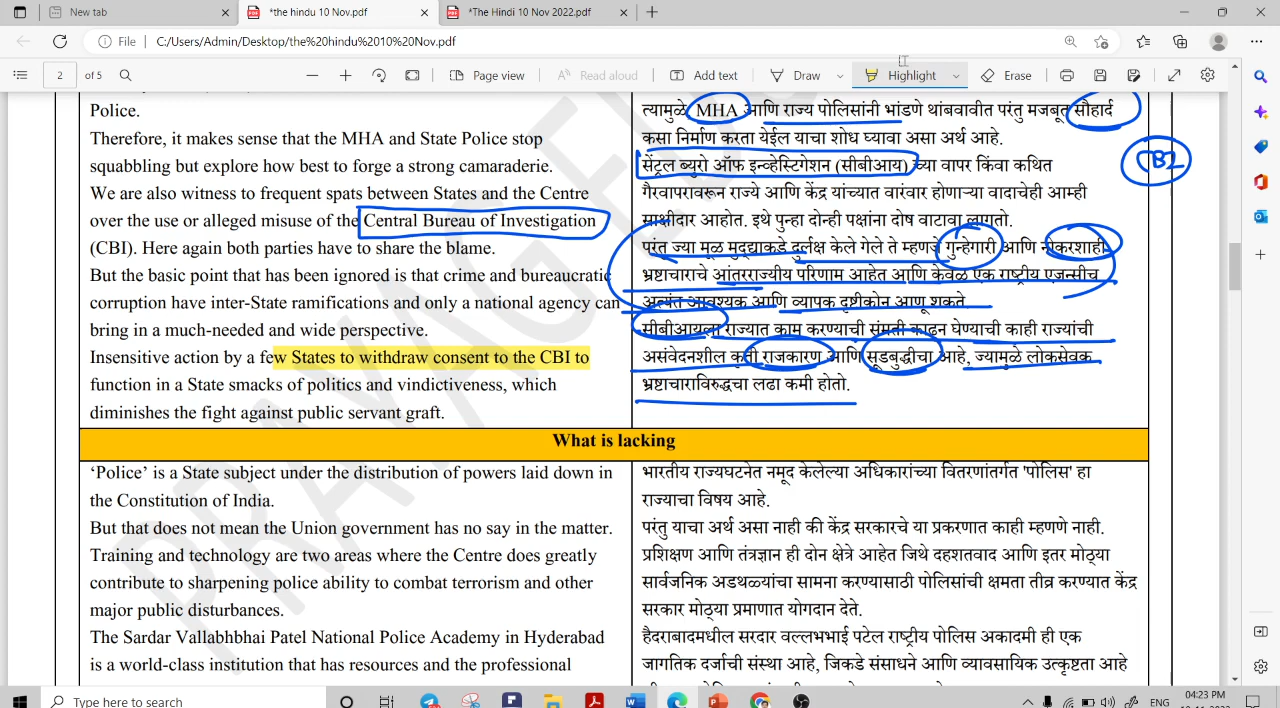 New tab
*the hindu 10 Nov.pdf
*The Hindi 10 Nov 2022.pdf
File
C:/Users/Admin/Desktop/the%20hindu%2010%20Nov.pdf
2 of 5
Page view
Read aloud
Add text
Draw
Highlight
Erase
Police.
Therefore, it makes sense that the MHA and State Police stop
squabbling but explore how best to forge a strong camaraderie.
We are also witness to frequent spats between States and the Centre
over the use or alleged misuse of the Central Bureau of Investigation
(CBI). Here again both parties have to share the blame.
But the basic point that has been ignored is that crime and bureaucratic
corruption have inter-State ramifications and only a national agency can
bring in a much-needed and wide perspective.
Insensitive action by a few States to withdraw consent to the CBI to
function in a State smacks of politics and vindictiveness, which
diminishes the fight against public servant graft.
त्यामुळे MHA आणि राज्य पोलिसांनी भांडणे थांबवावीत परंतु मजबूत सौहार्द
कसा निर्माण करता येईल याचा शोध घ्यावा असा अर्थ आहे.
सेंट्रल ब्युरो ऑफ इन्व्हेस्टिगेशन (सीबीआय) च्या वापर किंवा कथित
गैरवापरावरून राज्ये आणि केंद्र यांच्यात वारंवार होणाऱ्या वादाचेही आम्ही
साक्षीदार आहोत. इथे पुन्हा दोन्ही पक्षांना दोष वाटावा लागतो.
परंतु ज्या मूळ मुद्द्याकडे दुर्लक्ष केले गेले ते म्हणजे गुन्हेगारी आणि नोकरशाही
भ्रष्टाचाराचे आंतरराज्यीय परिणाम आहेत आणि केवळ एक राष्ट्रीय एजन्सीच
अत्यंत आवश्यक आणि व्यापक दृष्टीकोन आणू शकते.
सीबीआयला राज्यात काम करण्याची संमती काढून घेण्याची काही राज्यांची
असंवेदनशील कृती राजकारण आणि सूडबुद्धीचा आहे, ज्यामुळे लोकसेवक
भ्रष्टाचाराविरुद्धचा लढा कमी होतो.
CBI
What is lacking
‘Police’ is a State subject under the distribution of powers laid down in
the Constitution of India.
But that does not mean the Union government has no say in the matter.
Training and technology are two areas where the Centre does greatly
contribute to sharpening police ability to combat terrorism and other
major public disturbances.
The Sardar Vallabhbhai Patel National Police Academy in Hyderabad
is a world-class institution that has resources and the professional
भारतीय राज्यघटनेत नमूद केलेल्या अधिकारांच्या वितरणांतर्गत 'पोलिस' हा
राज्याचा विषय आहे.
परंतु याचा अर्थ असा नाही की केंद्र सरकारचे या प्रकरणात काही म्हणणे नाही.
प्रशिक्षण आणि तंत्रज्ञान ही दोन क्षेत्रे आहेत जिथे दहशतवाद आणि इतर मोठ्या
सार्वजनिक अडथळ्यांचा सामना करण्यासाठी पोलिसांची क्षमता तीव्र करण्यात केंद्र
सरकार मोठ्या प्रमाणात योगदान देते.
हैदराबादमधील सरदार वल्लभभाई पटेल राष्ट्रीय पोलिस अकादमी ही एक
जागतिक दर्जाची संस्था आहे, जिकडे संसाधने आणि व्यावसायिक उत्कृष्टता आहे
Type here to search
ENG
04:23 PM